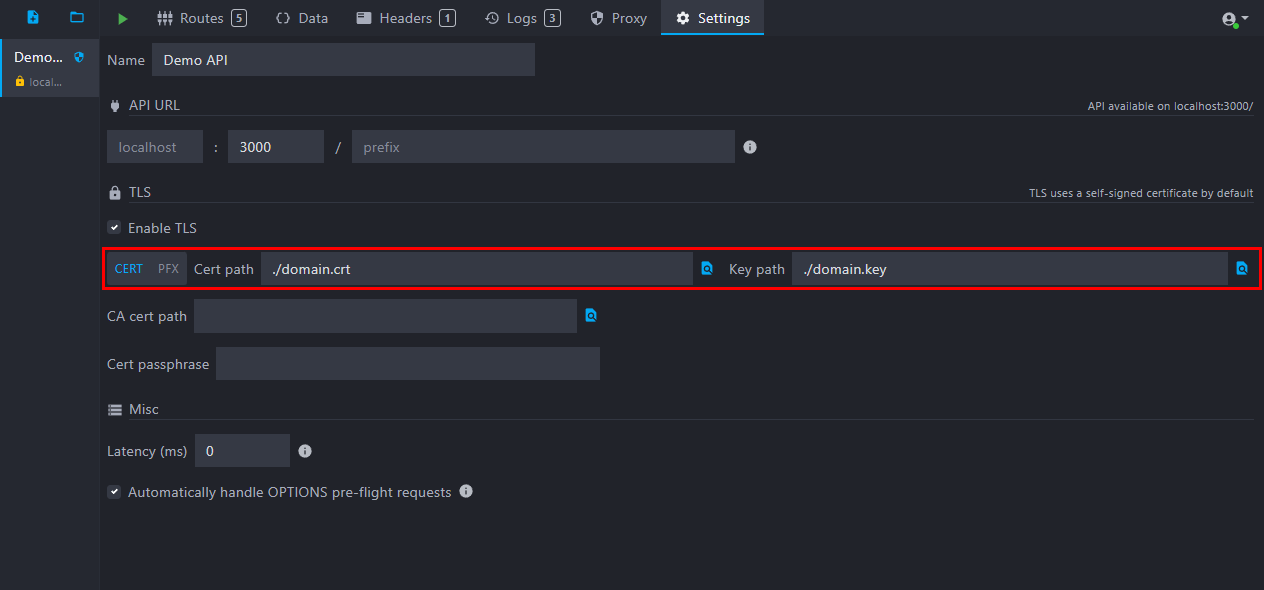 Routes 5 Data Headers 1 Logs 3 Proxy Settings
Demo...
local...
Name Demo API
API URL API available on localhost:3000/
localhost : 3000 / prefix
TLS TLS uses a self-signed certificate by default
Enable TLS
CERT PFX Cert path ./domain.crt Key path ./domain.key
CA cert path
Cert passphrase
Misc
Latency (ms) 0
Automatically handle OPTIONS pre-flight requests